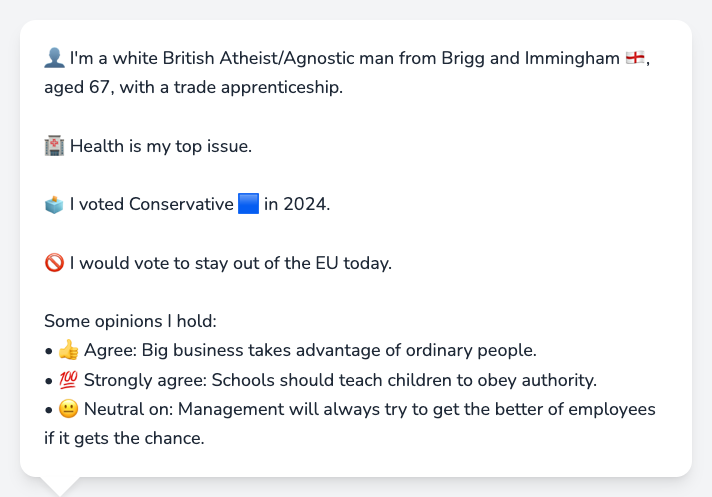 👤 I'm a white British Atheist/Agnostic man from Brigg and Immingham 🏴󠁧󠁢󠁥󠁮󠁧󠁿,
aged 67, with a trade apprenticeship.
🏥 Health is my top issue.
🗳️ I voted Conservative 🟦 in 2024.
🚫 I would vote to stay out of the EU today.
Some opinions I hold:
• 👍 Agree: Big business takes advantage of ordinary people.
• 💯 Strongly agree: Schools should teach children to obey authority.
• 😐 Neutral on: Management will always try to get the better of employees
if it gets the chance.